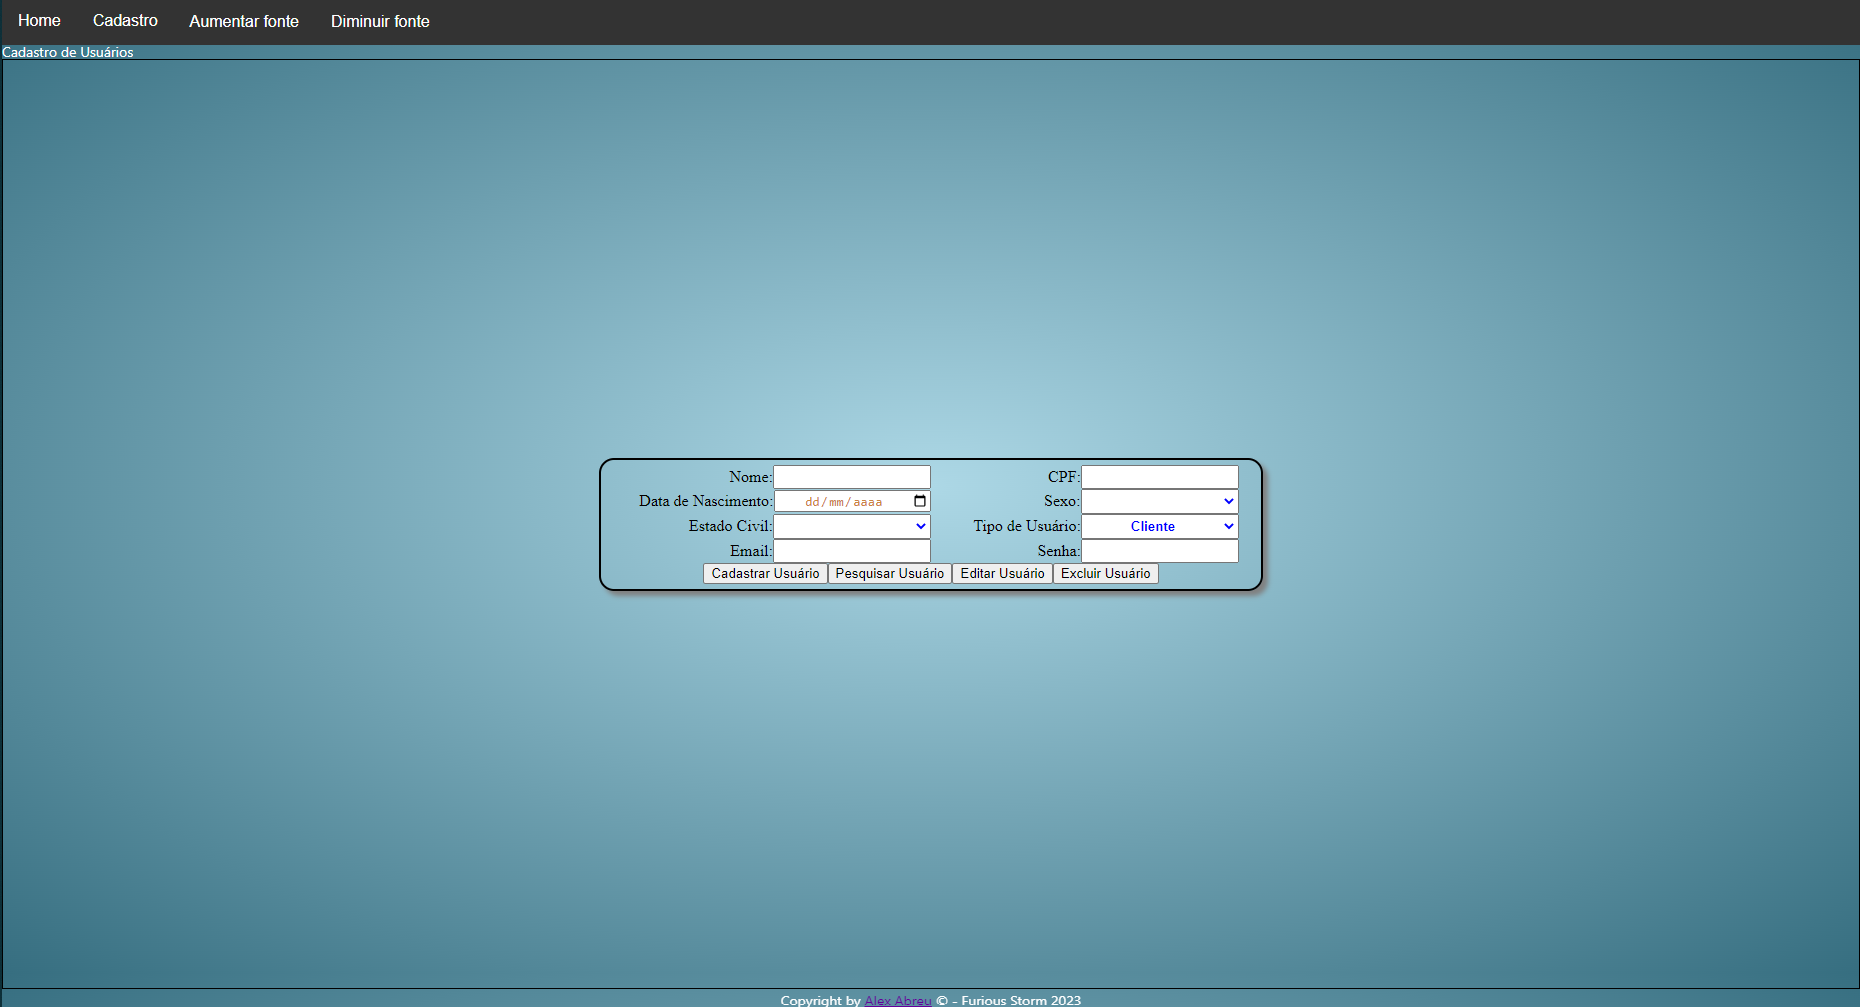 Home Cadastro Aumentar fonte Diminuir fonte
Cadastro de Usuários
Nome: CPF:
Data de Nascimento: dd/mm/aaaa Sexo:
Estado Civil: Tipo de Usuário: Cliente
Email: Senha:
Cadastrar Usuário Pesquisar Usuário Editar Usuário Excluir Usuário
Copyright by Alex Abreu © - Furious Storm 2023